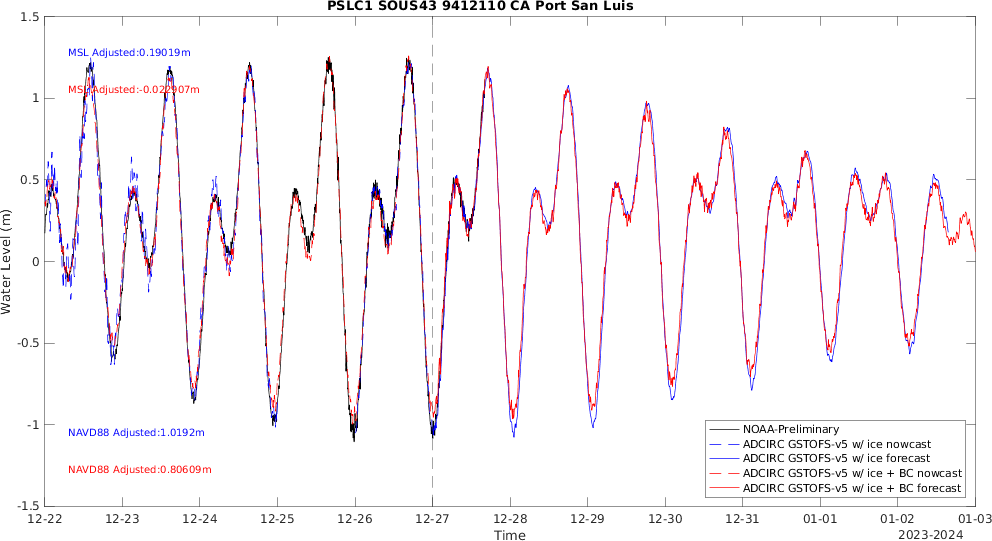 PSLC1 SOUS43 9412110 CA Port San Luis
1.5
1
0.5
0
-0.5
-1
-1.5
Water Level (m)
MSL Adjusted:0.19019m
MSL Adjusted:-0.022907m
NAVD88 Adjusted:1.0192m
NAVD88 Adjusted:0.80609m
NOAA-Preliminary
ADCIRC GSTOFS-v5 w/ ice nowcast
ADCIRC GSTOFS-v5 w/ ice forecast
ADCIRC GSTOFS-v5 w/ ice + BC nowcast
ADCIRC GSTOFS-v5 w/ ice + BC forecast
12-22 12-23 12-24 12-25 12-26 12-27 12-28 12-29 12-30 12-31 01-01 01-02 01-03
Time
2023-2024